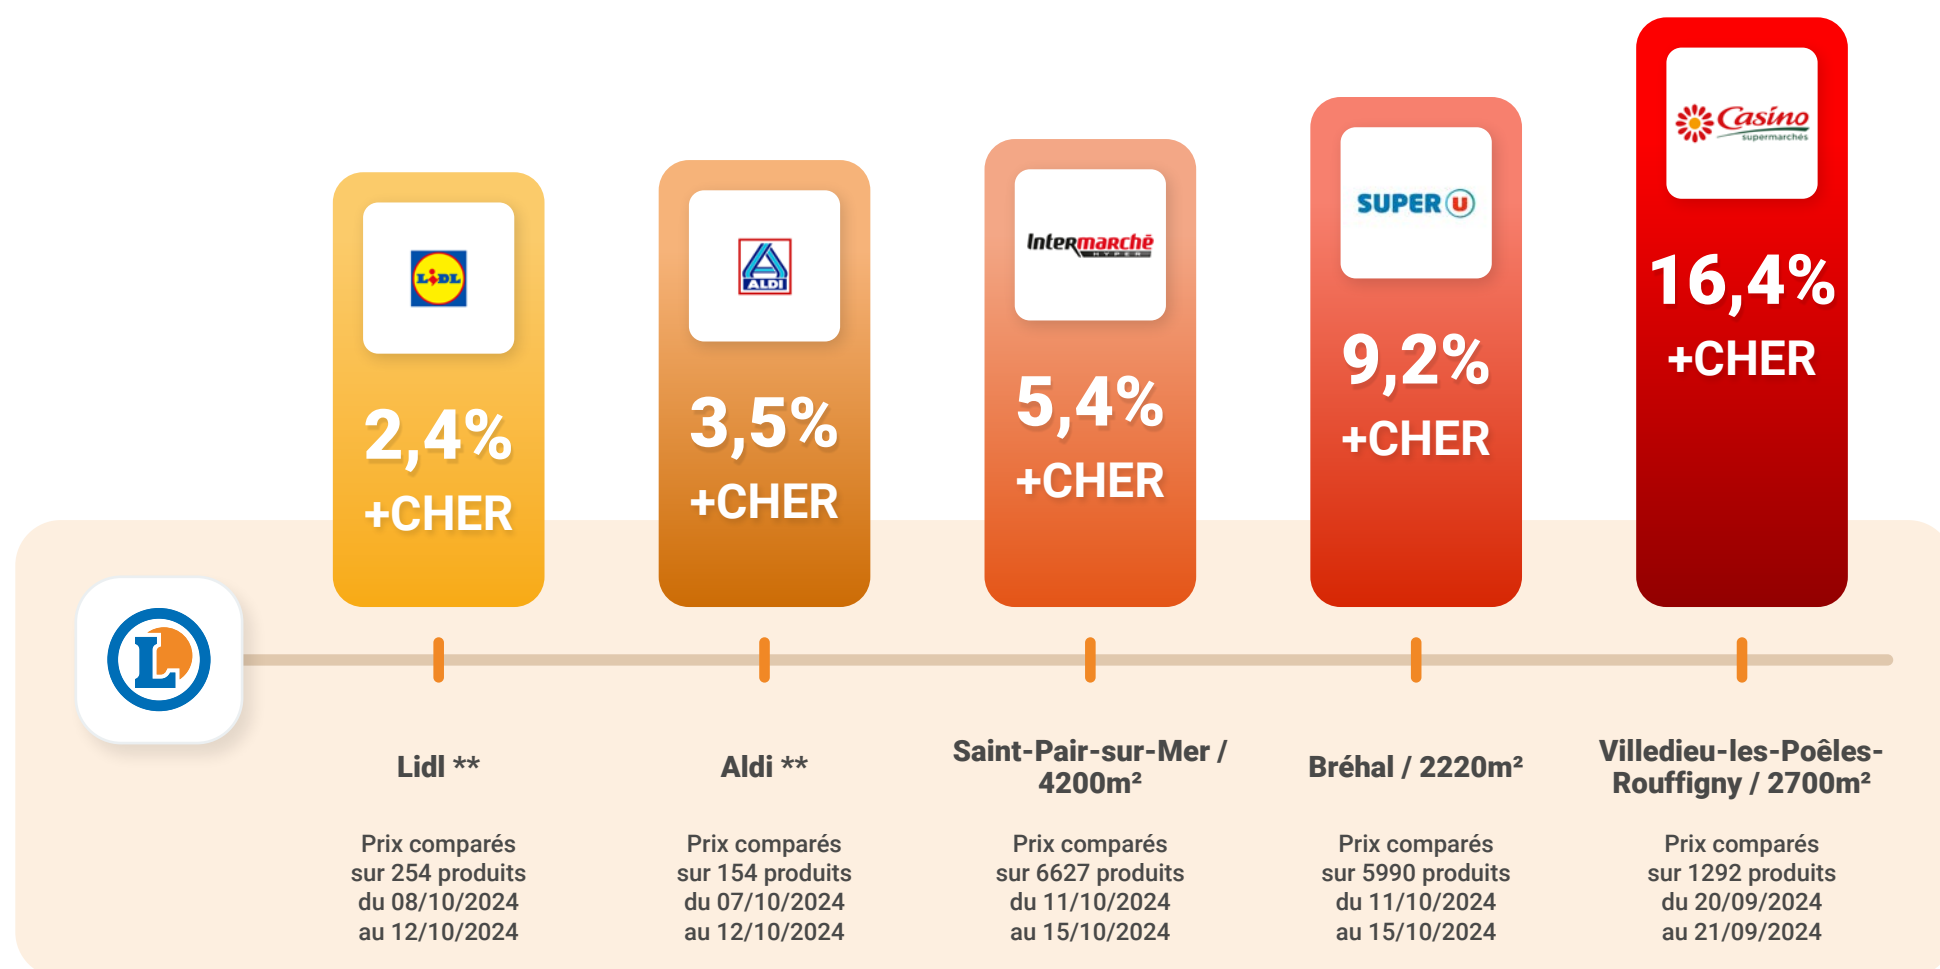 LiDL
2,4%
+CHER
ALDI
3,5%
+CHER
Intermarchē
HYPER
5,4%
+CHER
SUPER U
9,2%
+CHER
Casino
supermarchés
16,4%
+CHER
L
Lidl **
Prix comparés
sur 254 produits
du 08/10/2024
au 12/10/2024
Aldi **
Prix comparés
sur 154 produits
du 07/10/2024
au 12/10/2024
Saint-Pair-sur-Mer /
4200m²
Prix comparés
sur 6627 produits
du 11/10/2024
au 15/10/2024
Bréhal / 2220m²
Prix comparés
sur 5990 produits
du 11/10/2024
au 15/10/2024
Villedieu-les-Poêles-
Rouffigny / 2700m²
Prix comparés
sur 1292 produits
du 20/09/2024
au 21/09/2024